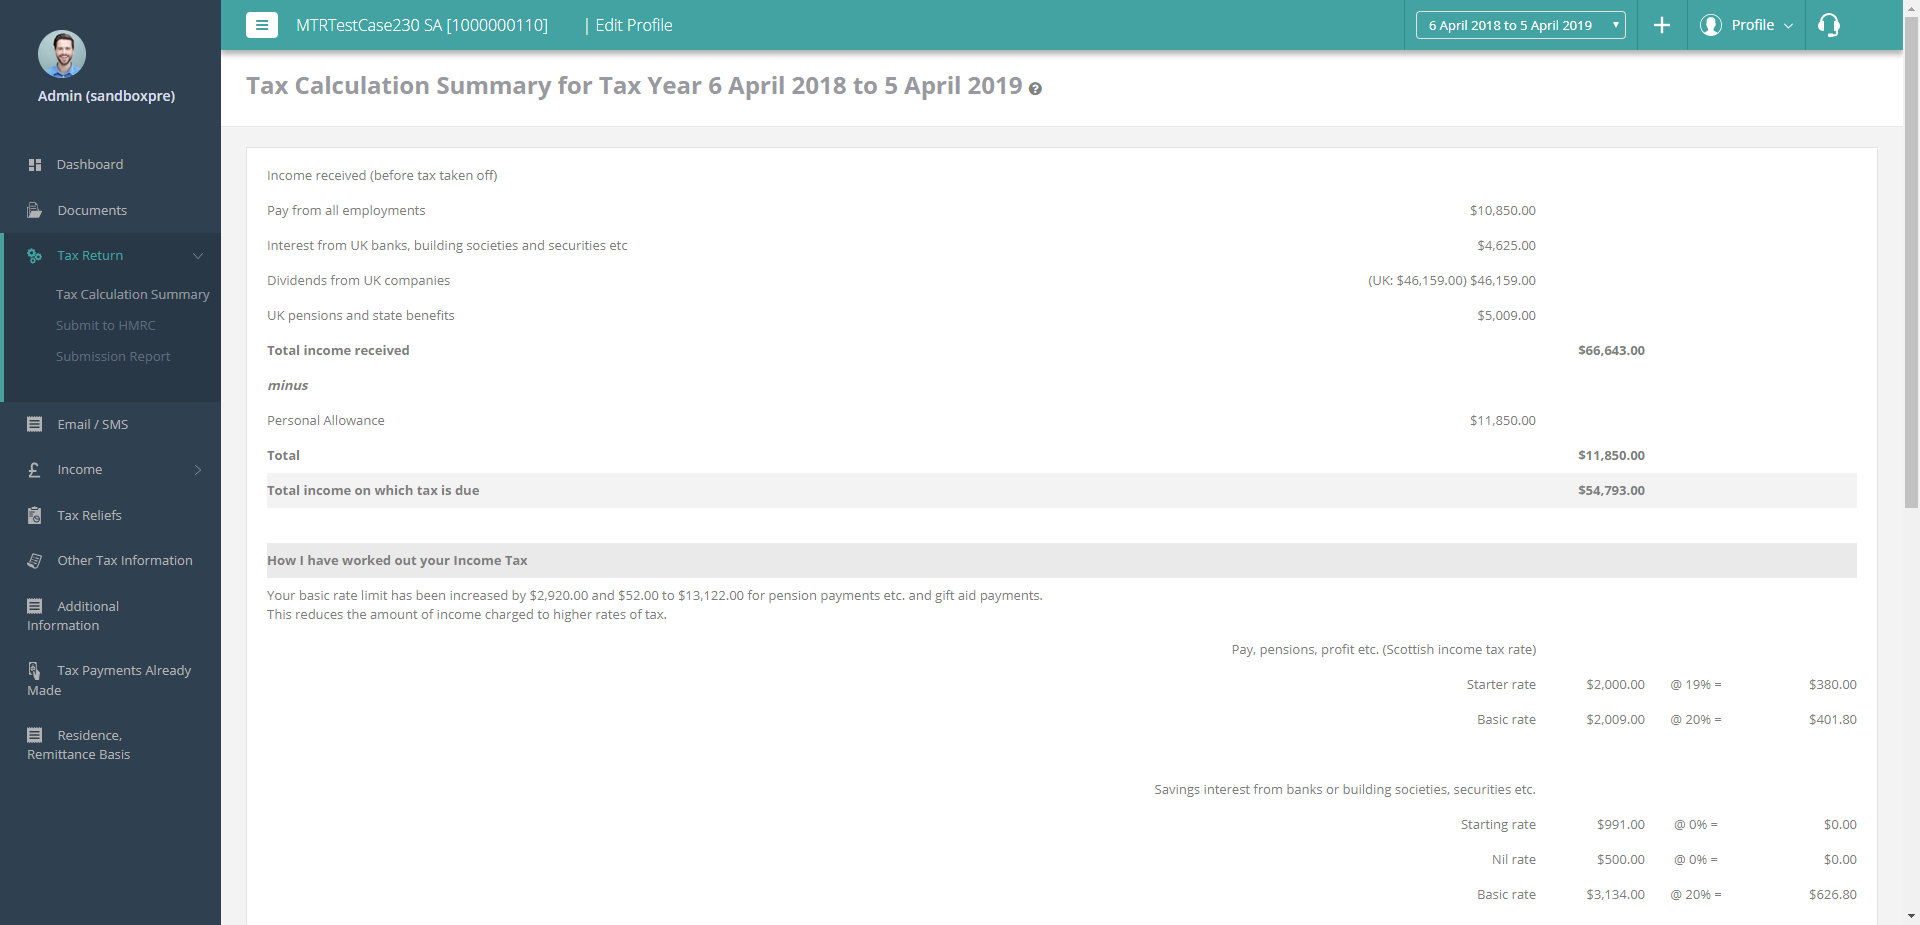 Admin (sandboxpre)
Dashboard
Documents
Tax Return
Tax Calculation Summary
Submit to HMRC
Submission Report
Email / SMS
Income
Tax Reliefs
Other Tax Information
Additional
Information
Tax Payments Already
Made
Residence,
Remittance Basis
MTRTestCase230 SA [1000000110] | Edit Profile
6 April 2018 to 5 April 2019
Profile
Tax Calculation Summary for Tax Year 6 April 2018 to 5 April 2019
Income received (before tax taken off)
Pay from all employments $10,850.00
Interest from UK banks, building societies and securities etc $4,625.00
Dividends from UK companies (UK: $46,159.00) $46,159.00
UK pensions and state benefits $5,009.00
Total income received $66,643.00
minus
Personal Allowance $11,850.00
Total $11,850.00
Total income on which tax is due $54,793.00
How I have worked out your Income Tax
Your basic rate limit has been increased by $2,920.00 and $52.00 to $13,122.00 for pension payments etc. and gift aid payments.
This reduces the amount of income charged to higher rates of tax.
Pay, pensions, profit etc. (Scottish income tax rate)
Starter rate $2,000.00 @ 19% = $380.00
Basic rate $2,009.00 @ 20% = $401.80
Savings interest from banks or building societies, securities etc.
Starting rate $991.00 @ 0% = $0.00
Nil rate $500.00 @ 0% = $0.00
Basic rate $3,134.00 @ 20% = $626.80